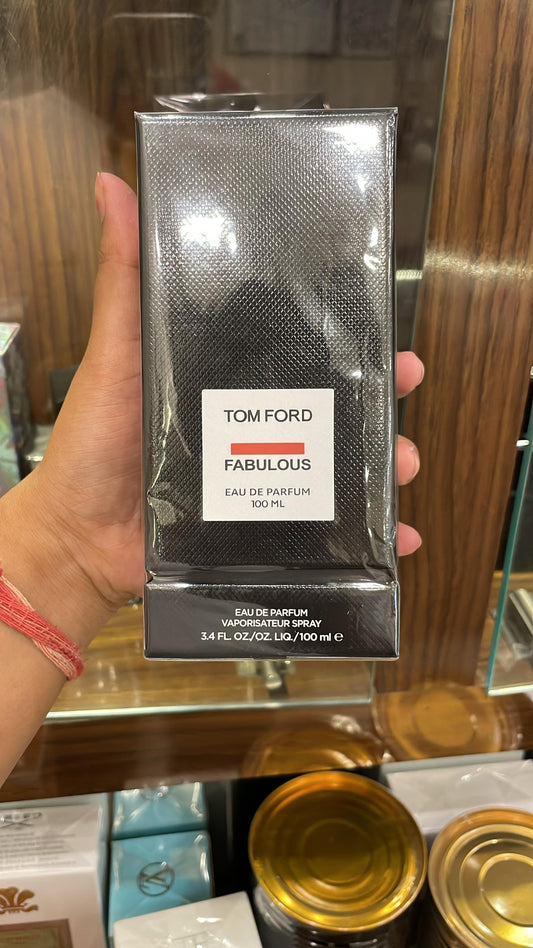 TOM FORD
FABULOUS
EAU DE PARFUM
100 ML
EAU DE PARFUM
VAPORISATEUR SPRAY
3.4 FL. OZ./OZ. LIQ./100 ml ℮